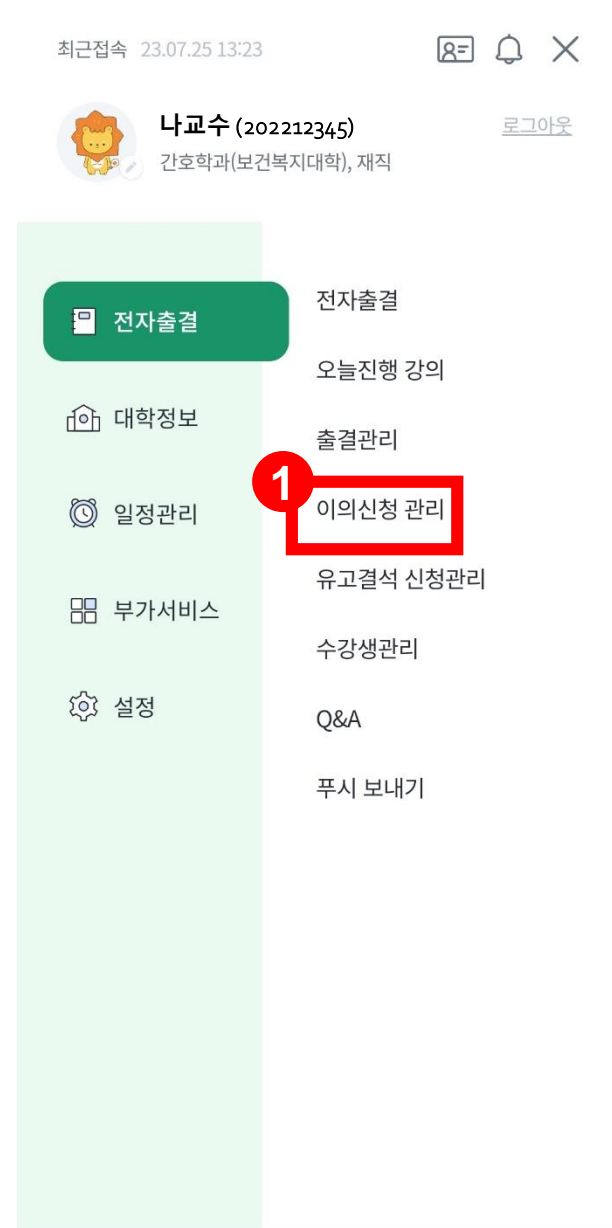 최근접속 23.07.25 13:23
나교수 (202212345)
로그아웃
간호학과(보건복지대학), 재직
전자출결
대학정보
일정관리
부가서비스
설정
전자출결
오늘진행 강의
출결관리
1
이의신청 관리
유고결석 신청관리
수강생관리
Q&A
푸시 보내기